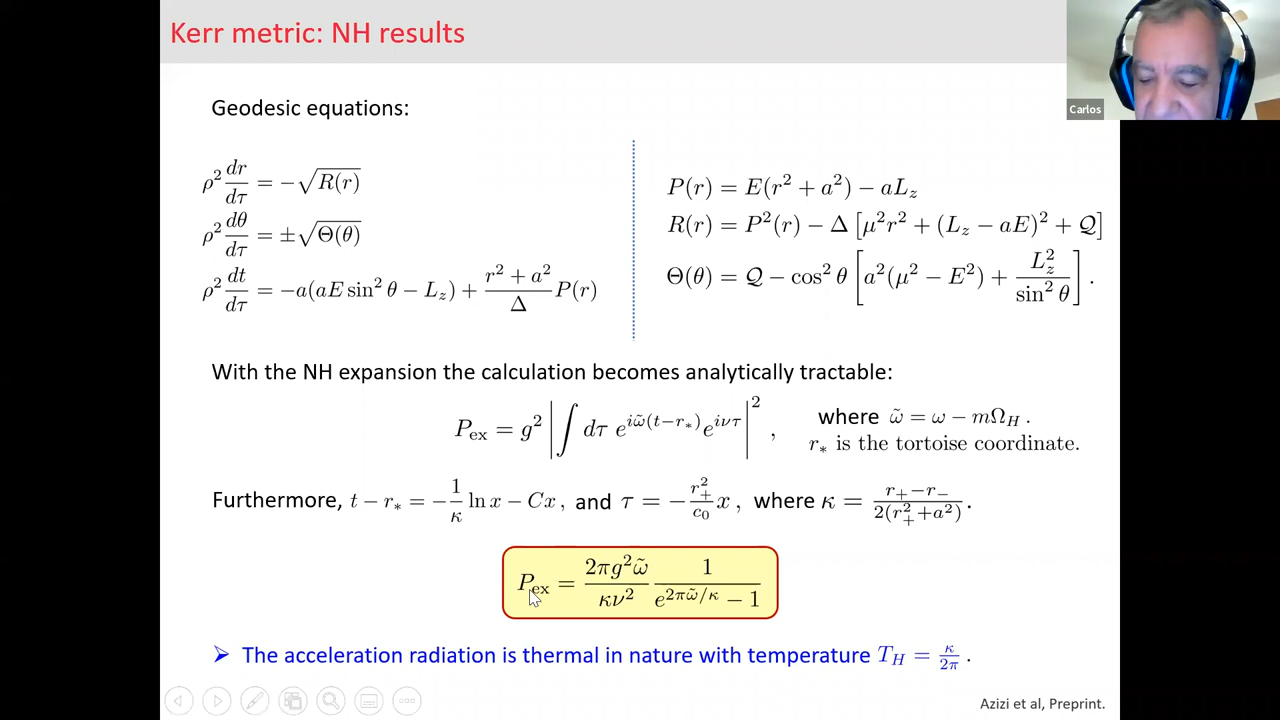 Kerr metric: NH results
Carlos
Geodesic equations:
ρ² dr/dτ = −√R(r)
ρ² dθ/dτ = ±√Θ(θ)
ρ² dt/dτ = −a(aE sin² θ − L_z) + (r² + a²)/Δ P(r)
P(r) = E(r² + a²) − aL_z
R(r) = P²(r) − Δ [μ²r² + (L_z − aE)² + 𝒬]
Θ(θ) = 𝒬 − cos² θ [a²(μ² − E²) + L_z²/sin² θ] .
With the NH expansion the calculation becomes analytically tractable:
P_ex = g² |∫ dτ e^{iω̃(t−r_*)} e^{iντ}|² , where ω̃ = ω − mΩ_H .
r_* is the tortoise coordinate.
Furthermore, t − r_* = −1/κ ln x − Cx , and τ = −r_+²/c_0 x , where κ = (r_+ − r_−)/(2(r_+² + a²)) .
P_ex = 2πg²ω̃/(κν²) 1/(e^{2πω̃/κ} − 1)
➢ The acceleration radiation is thermal in nature with temperature T_H = κ/2π .
Azizi et al, Preprint.